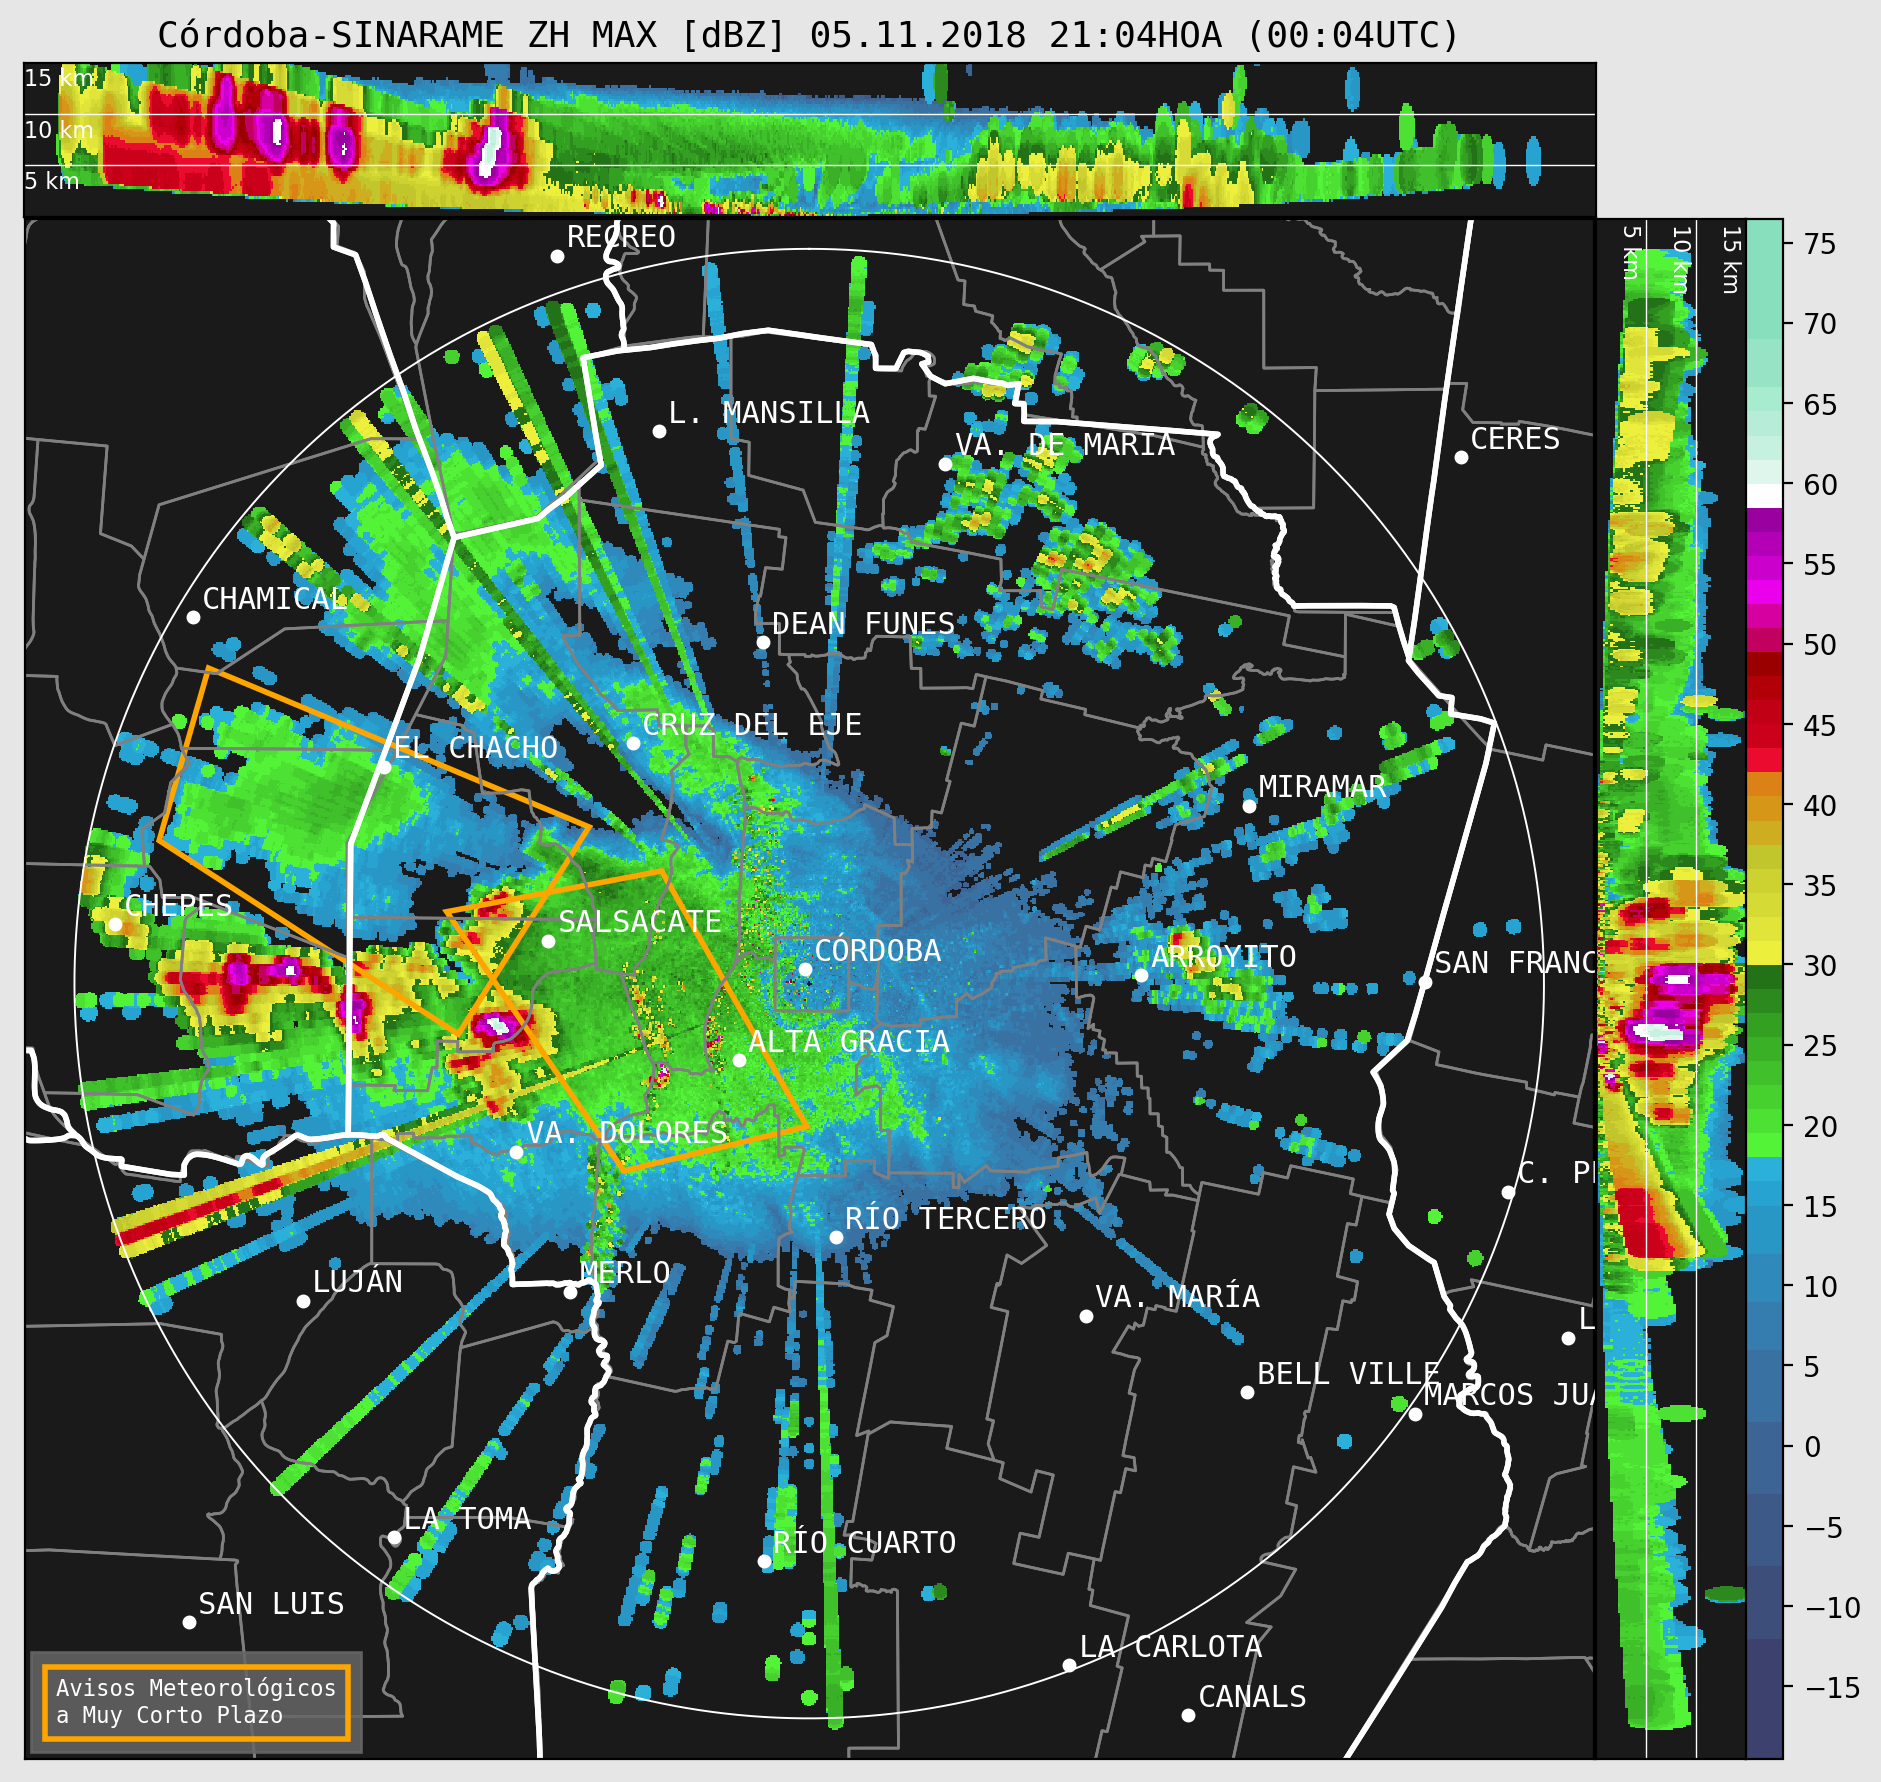 Córdoba-SINARAME ZH MAX [dBZ] 05.11.2018 21:04HOA (00:04UTC)
15 km
10 km
5 km
5 km
10 km
15 km
RECREO
L. MANSILLA
VA. DE MARIA
CERES
CHAMICAL
DEAN FUNES
CRUZ DEL EJE
EL CHACHO
MIRAMAR
CHEPES
SALSACATE
CÓRDOBA
ARROYITO
SAN FRANC
ALTA GRACIA
VA. DOLORES
C. PE
RÍO TERCERO
MERLO
LUJÁN
VA. MARÍA
L
BELL VILLE
MARCOS JUA
LA TOMA
RÍO CUARTO
SAN LUIS
LA CARLOTA
CANALS
Avisos Meteorológicos
a Muy Corto Plazo
75
70
65
60
55
50
45
40
35
30
25
20
15
10
5
0
−5
−10
−15